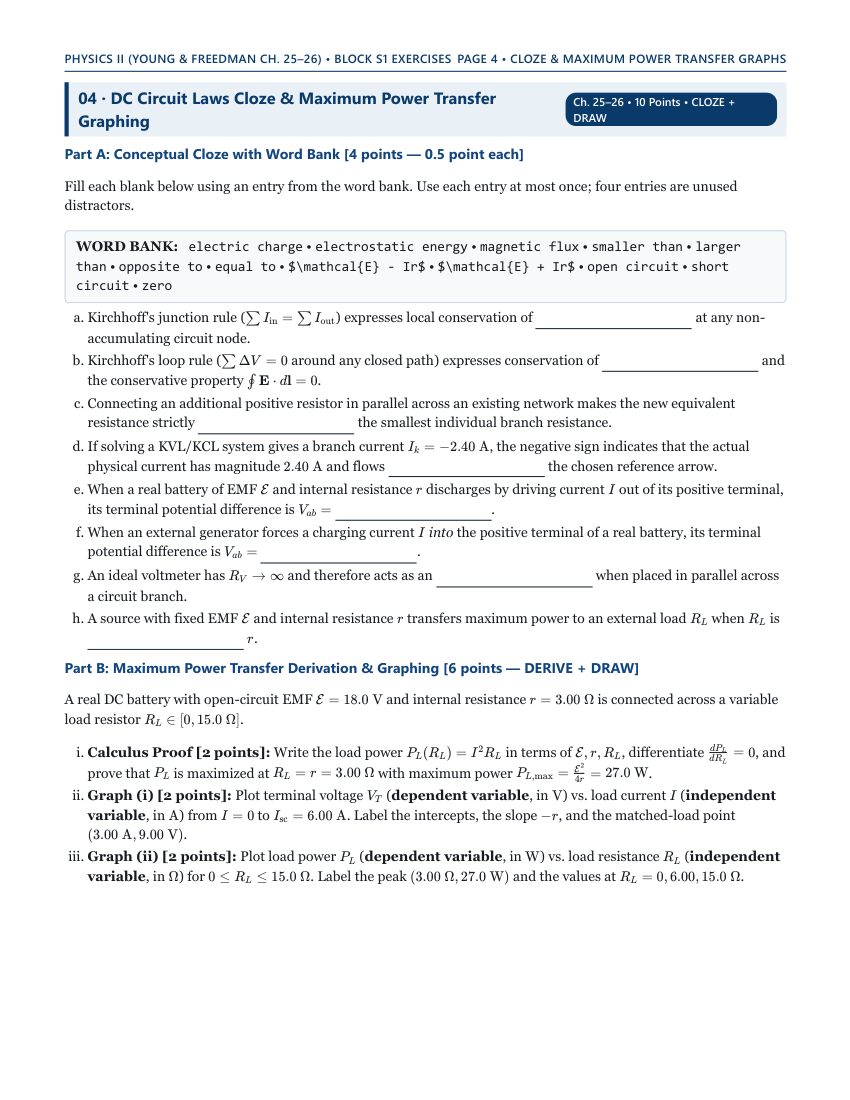 PHYSICS II (YOUNG & FREEDMAN CH. 25–26) • BLOCK S1 EXERCISES PAGE 4 • CLOZE & MAXIMUM POWER TRANSFER GRAPHS
04 · DC Circuit Laws Cloze & Maximum Power Transfer
Graphing
Ch. 25–26 • 10 Points • CLOZE +
DRAW
Part A: Conceptual Cloze with Word Bank [4 points — 0.5 point each]
Fill each blank below using an entry from the word bank. Use each entry at most once; four entries are unused
distractors.
WORD BANK: electric charge • electrostatic energy • magnetic flux • smaller than • larger
than • opposite to • equal to • $\mathcal{E} - Ir$ • $\mathcal{E} + Ir$ • open circuit • short
circuit • zero
a. Kirchhoff's junction rule (∑ I_in = ∑ I_out) expresses local conservation of ____________________ at any non-
accumulating circuit node.
b. Kirchhoff's loop rule (∑ ΔV = 0 around any closed path) expresses conservation of ____________________ and
the conservative property ∮ E · dl = 0.
c. Connecting an additional positive resistor in parallel across an existing network makes the new equivalent
resistance strictly ____________________ the smallest individual branch resistance.
d. If solving a KVL/KCL system gives a branch current I_k = −2.40 A, the negative sign indicates that the actual
physical current has magnitude 2.40 A and flows ____________________ the chosen reference arrow.
e. When a real battery of EMF ℰ and internal resistance r discharges by driving current I out of its positive terminal,
its terminal potential difference is V_ab = ____________________.
f. When an external generator forces a charging current I into the positive terminal of a real battery, its terminal
potential difference is V_ab = ____________________.
g. An ideal voltmeter has R_V → ∞ and therefore acts as an ____________________ when placed in parallel across
a circuit branch.
h. A source with fixed EMF ℰ and internal resistance r transfers maximum power to an external load R_L when R_L is
____________________ r.
Part B: Maximum Power Transfer Derivation & Graphing [6 points — DERIVE + DRAW]
A real DC battery with open-circuit EMF ℰ = 18.0 V and internal resistance r = 3.00 Ω is connected across a variable
load resistor R_L ∈ [0, 15.0 Ω].
i. Calculus Proof [2 points]: Write the load power P_L(R_L) = I²R_L in terms of ℰ, r, R_L, differentiate dP_L/dR_L = 0, and
prove that P_L is maximized at R_L = r = 3.00 Ω with maximum power P_L,max = ℰ²/4r = 27.0 W.
ii. Graph (i) [2 points]: Plot terminal voltage V_T (dependent variable, in V) vs. load current I (independent
variable, in A) from I = 0 to I_sc = 6.00 A. Label the intercepts, the slope −r, and the matched-load point
(3.00 A, 9.00 V).
iii. Graph (ii) [2 points]: Plot load power P_L (dependent variable, in W) vs. load resistance R_L (independent
variable, in Ω) for 0 ≤ R_L ≤ 15.0 Ω. Label the peak (3.00 Ω, 27.0 W) and the values at R_L = 0, 6.00, 15.0 Ω.